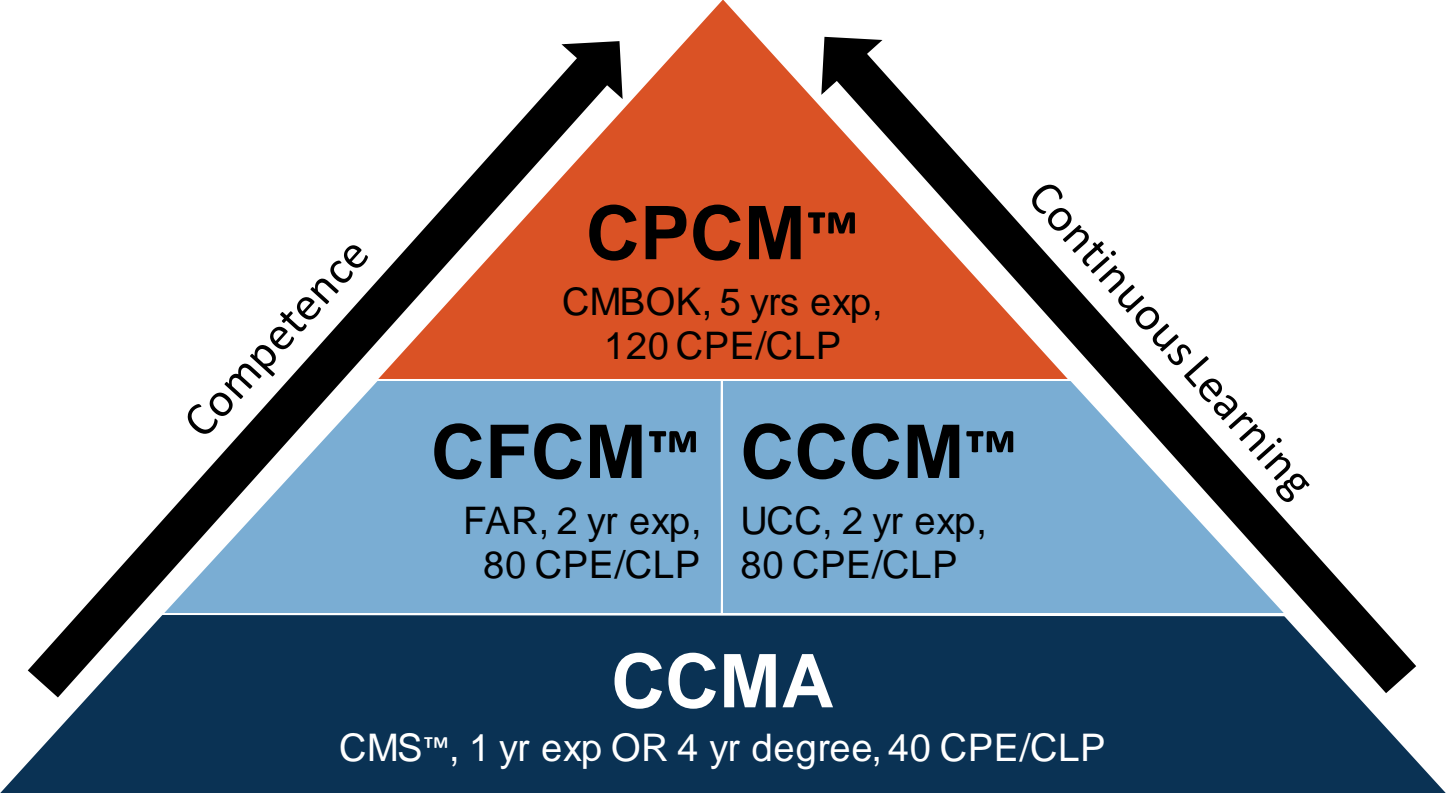 CPCM™
CMBOK, 5 yrs exp,
120 CPE/CLP
Competence
Continuous Learning
CFCM™
FAR, 2 yr exp,
80 CPE/CLP
CCCM™
UCC, 2 yr exp,
80 CPE/CLP
CCMA
CMS™, 1 yr exp OR 4 yr degree, 40 CPE/CLP